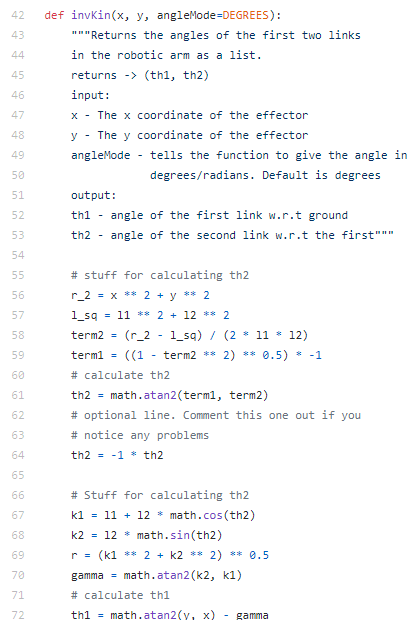 42 def invKin(x, y, angleMode=DEGREES):
43     """Returns the angles of the first two links
44     in the robotic arm as a list.
45     returns -> (th1, th2)
46     input:
47     x - The x coordinate of the effector
48     y - The y coordinate of the effector
49     angleMode - tells the function to give the angle in
50                 degrees/radians. Default is degrees
51     output:
52     th1 - angle of the first link w.r.t ground
53     th2 - angle of the second link w.r.t the first"""
54
55     # stuff for calculating th2
56     r_2 = x ** 2 + y ** 2
57     l_sq = l1 ** 2 + l2 ** 2
58     term2 = (r_2 - l_sq) / (2 * l1 * l2)
59     term1 = ((1 - term2 ** 2) ** 0.5) * -1
60     # calculate th2
61     th2 = math.atan2(term1, term2)
62     # optional line. Comment this one out if you
63     # notice any problems
64     th2 = -1 * th2
65
66     # Stuff for calculating th2
67     k1 = l1 + l2 * math.cos(th2)
68     k2 = l2 * math.sin(th2)
69     r = (k1 ** 2 + k2 ** 2) ** 0.5
70     gamma = math.atan2(k2, k1)
71     # calculate th1
72     th1 = math.atan2(y, x) - gamma